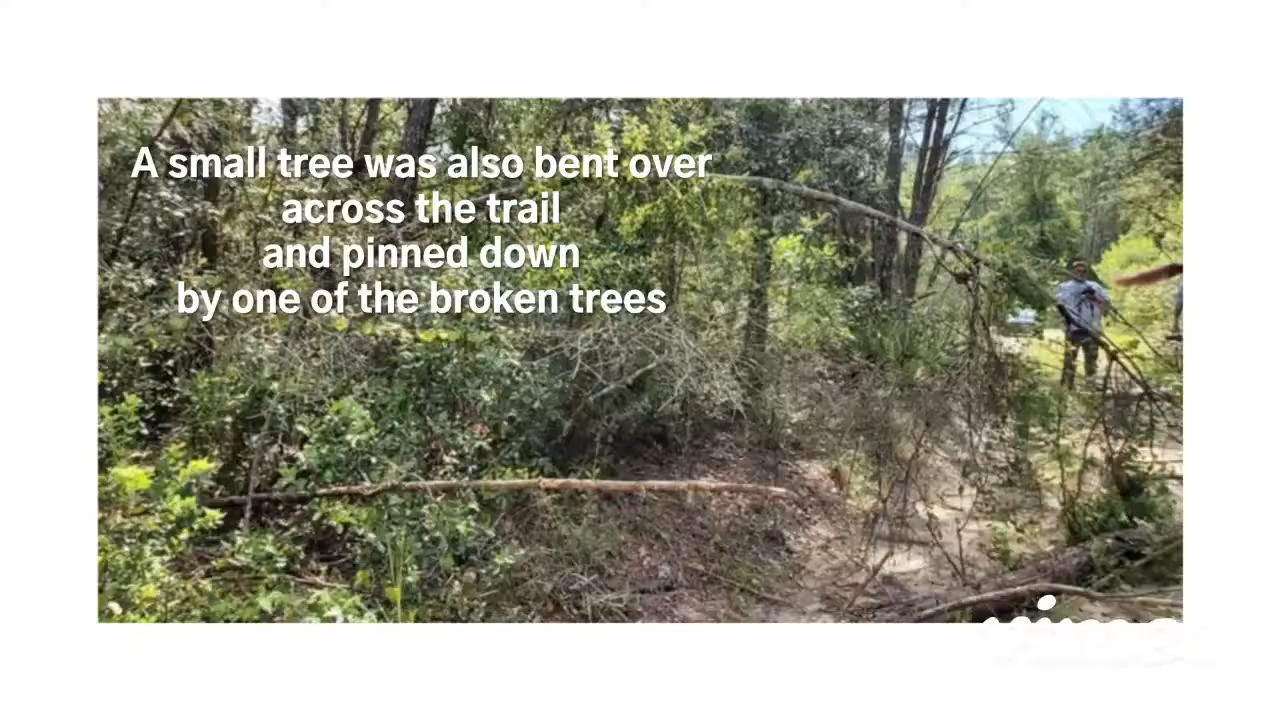 A small tree was also bent over
across the trail
and pinned down
by one of the broken trees